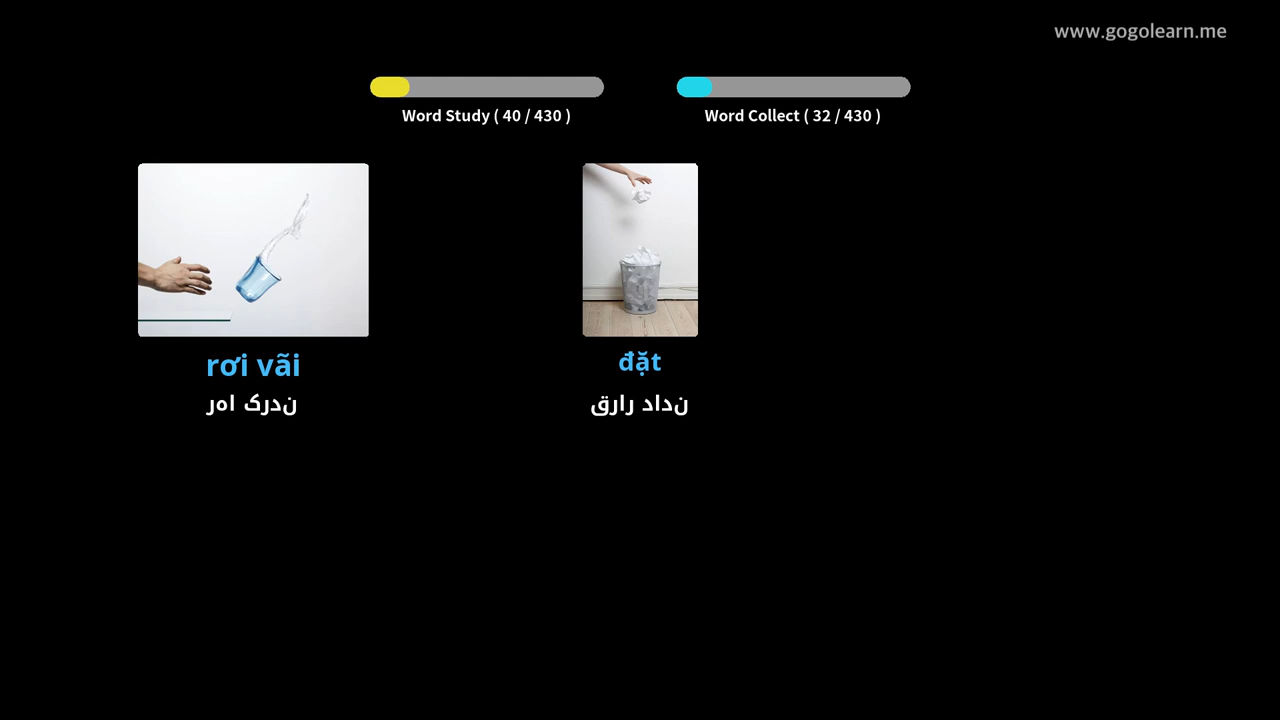 www.gogolearn.me
Word Study ( 40 / 430 )
Word Collect ( 32 / 430 )
rơi vãi
ندرک اهر
đặt
نداد رارق